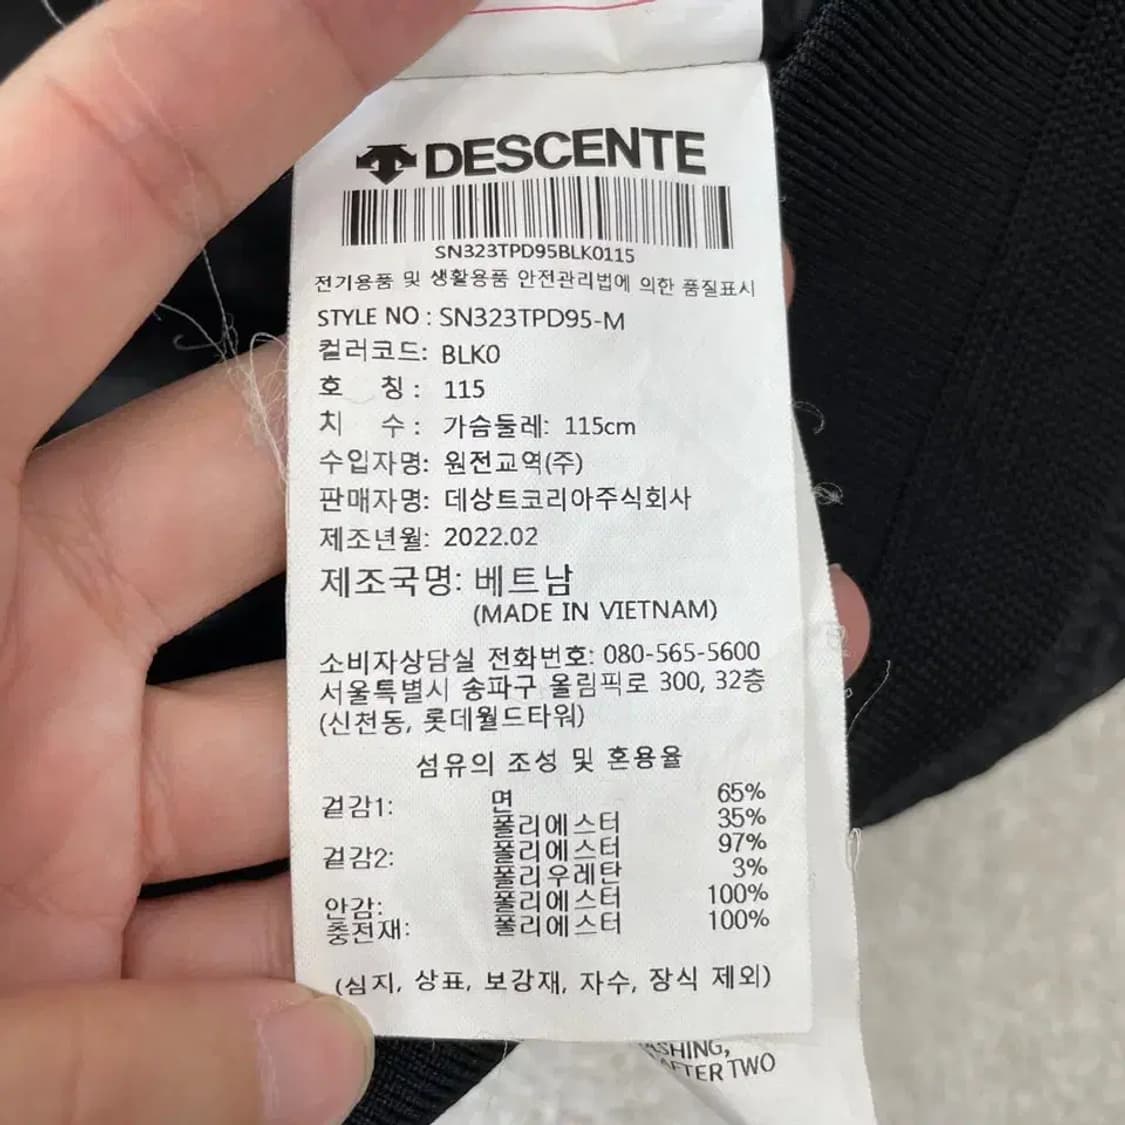 DESCENTE
SN323TPD95BLK0115
전기용품 및 생활용품 안전관리법에 의한 품질표시
STYLE NO : SN323TPD95-M
컬러코드: BLK0
호 칭 : 115
치 수 : 가슴둘레: 115cm
수입자명: 원전교역(주)
판매자명: 데상트코리아주식회사
제조년월: 2022.02
제조국명: 베트남
(MADE IN VIETNAM)
소비자상담실 전화번호: 080-565-5600
서울특별시 송파구 올림픽로 300, 32층
(신천동, 롯데월드타워)
섬유의 조성 및 혼용율
겉감1: 면 65%
폴리에스터 35%
겉감2: 폴리에스터 97%
폴리우레탄 3%
안감: 폴리에스터 100%
충전재: 폴리에스터 100%
(심지, 상표, 보강재, 자수, 장식 제외)
AFTER TWO